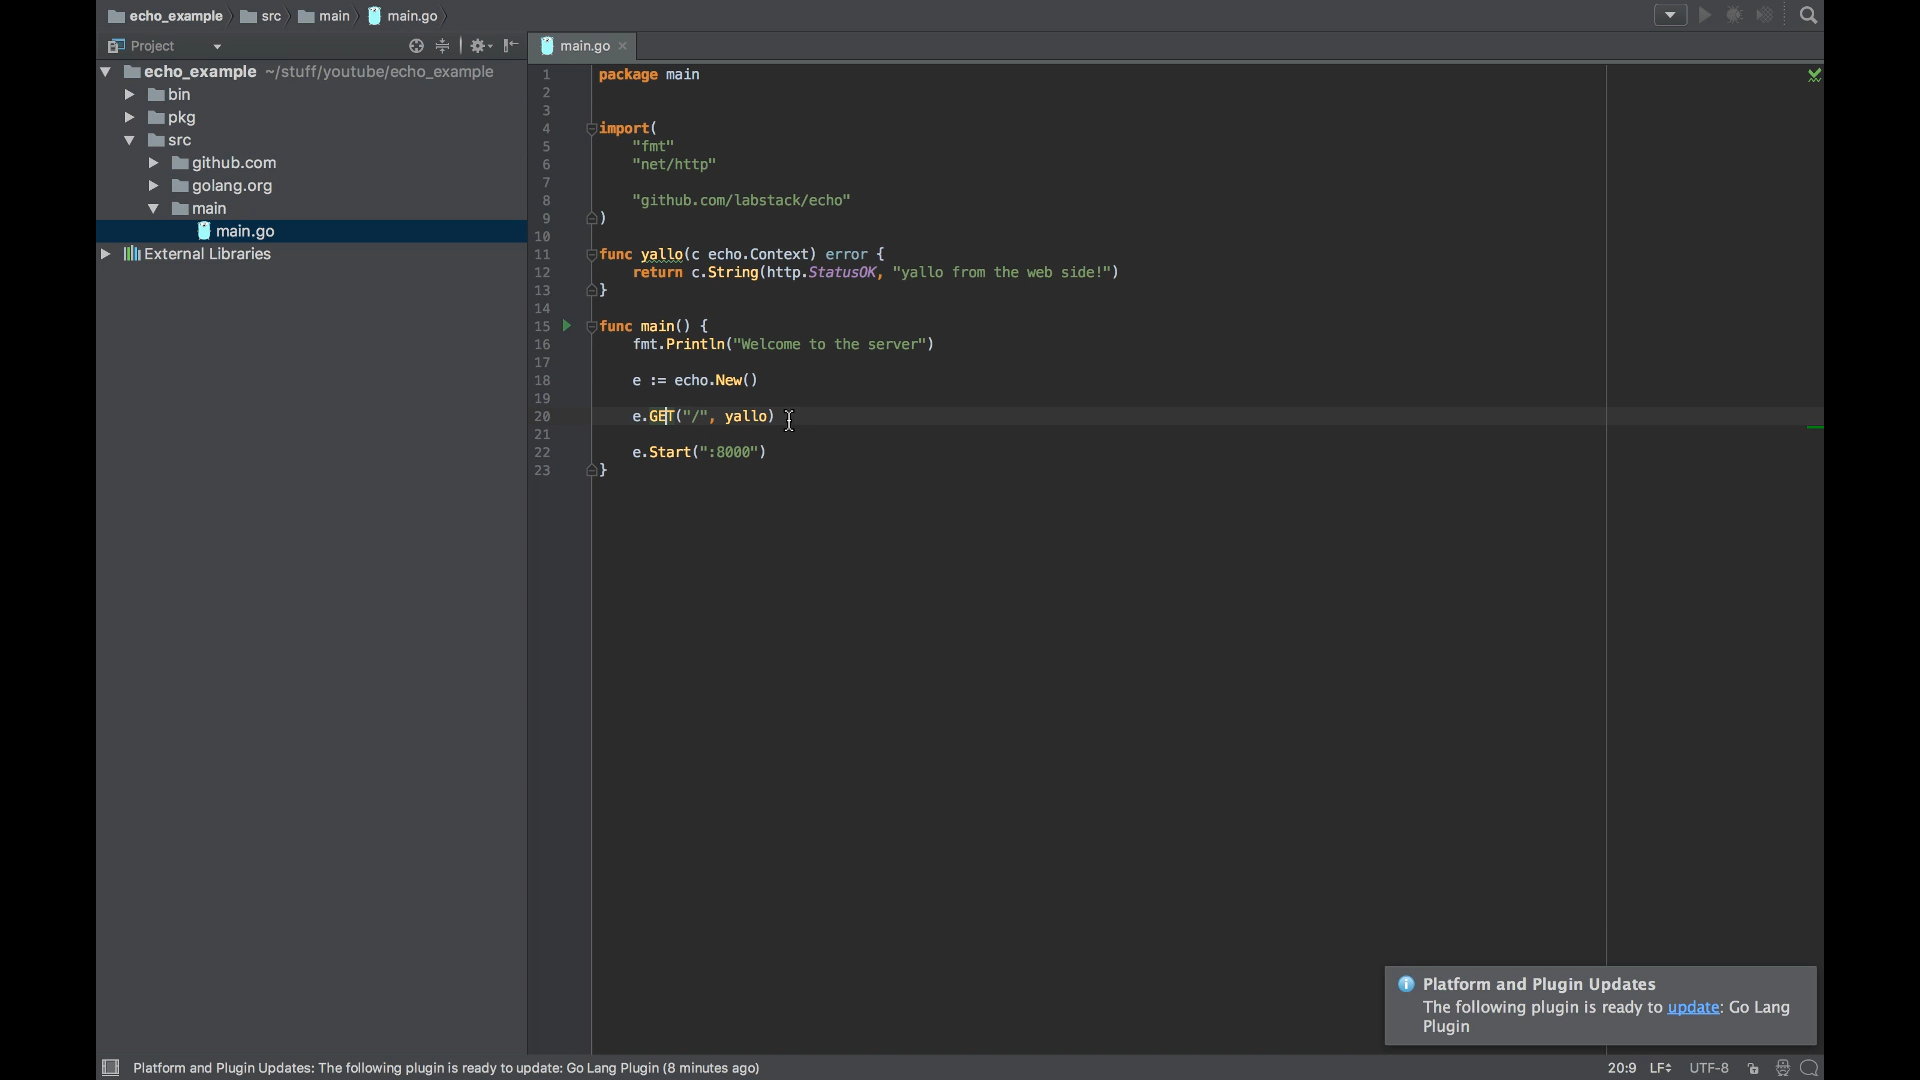 echo_example src main main.go
Project
main.go
echo_example ~/stuff/youtube/echo_example
bin
pkg
src
github.com
golang.org
main
main.go
External Libraries
1 package main
2
3
4 import(
5 "fmt"
6 "net/http"
7
8 "github.com/labstack/echo"
9 )
10
11 func yallo(c echo.Context) error {
12 return c.String(http.StatusOK, "yallo from the web side!")
13 }
14
15 func main() {
16 fmt.Println("Welcome to the server")
17
18 e := echo.New()
19
20 e.GET("/", yallo)
21
22 e.Start(":8000")
23 }
Platform and Plugin Updates
The following plugin is ready to update: Go Lang
Plugin
Platform and Plugin Updates: The following plugin is ready to update: Go Lang Plugin (8 minutes ago) 20:9 LF UTF-8